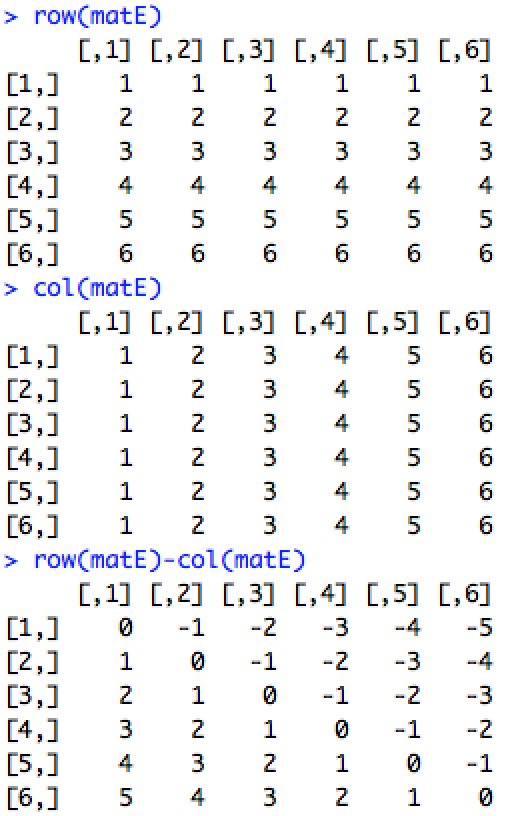 > row(matE)
     [,1] [,2] [,3] [,4] [,5] [,6]
[1,]    1    1    1    1    1    1
[2,]    2    2    2    2    2    2
[3,]    3    3    3    3    3    3
[4,]    4    4    4    4    4    4
[5,]    5    5    5    5    5    5
[6,]    6    6    6    6    6    6
> col(matE)
     [,1] [,2] [,3] [,4] [,5] [,6]
[1,]    1    2    3    4    5    6
[2,]    1    2    3    4    5    6
[3,]    1    2    3    4    5    6
[4,]    1    2    3    4    5    6
[5,]    1    2    3    4    5    6
[6,]    1    2    3    4    5    6
> row(matE)-col(matE)
     [,1] [,2] [,3] [,4] [,5] [,6]
[1,]    0   -1   -2   -3   -4   -5
[2,]    1    0   -1   -2   -3   -4
[3,]    2    1    0   -1   -2   -3
[4,]    3    2    1    0   -1   -2
[5,]    4    3    2    1    0   -1
[6,]    5    4    3    2    1    0